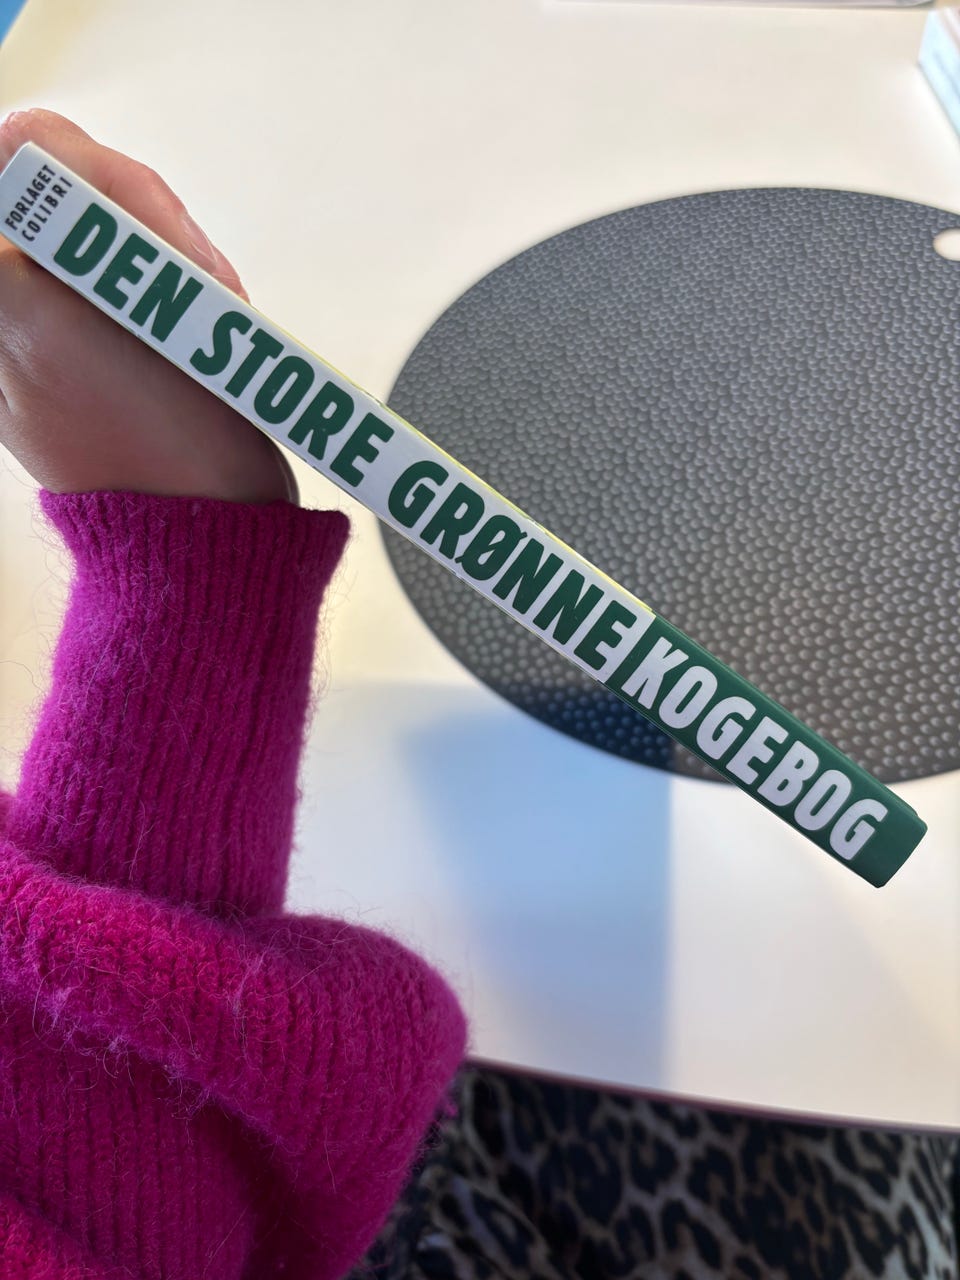 FORLAGET
COLIBRI
DEN STORE GRØNNE KOGEBOG